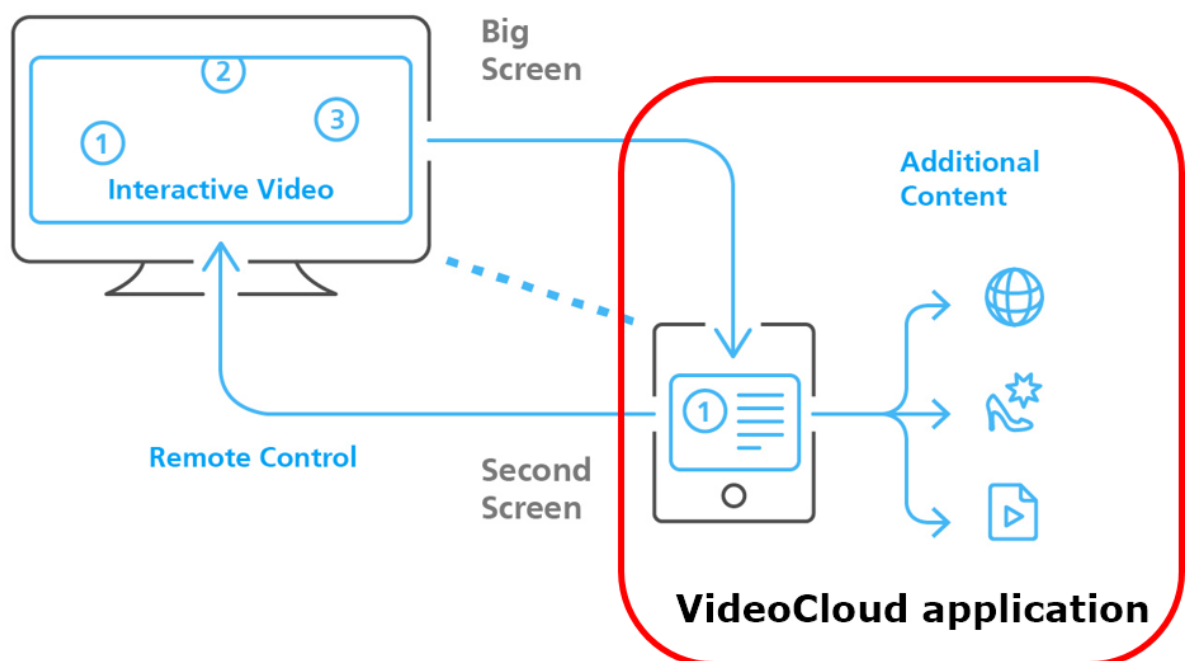 Big
Screen
2
3
1
Interactive Video
Additional
Content
1
Remote Control
Second
Screen
VideoCloud application